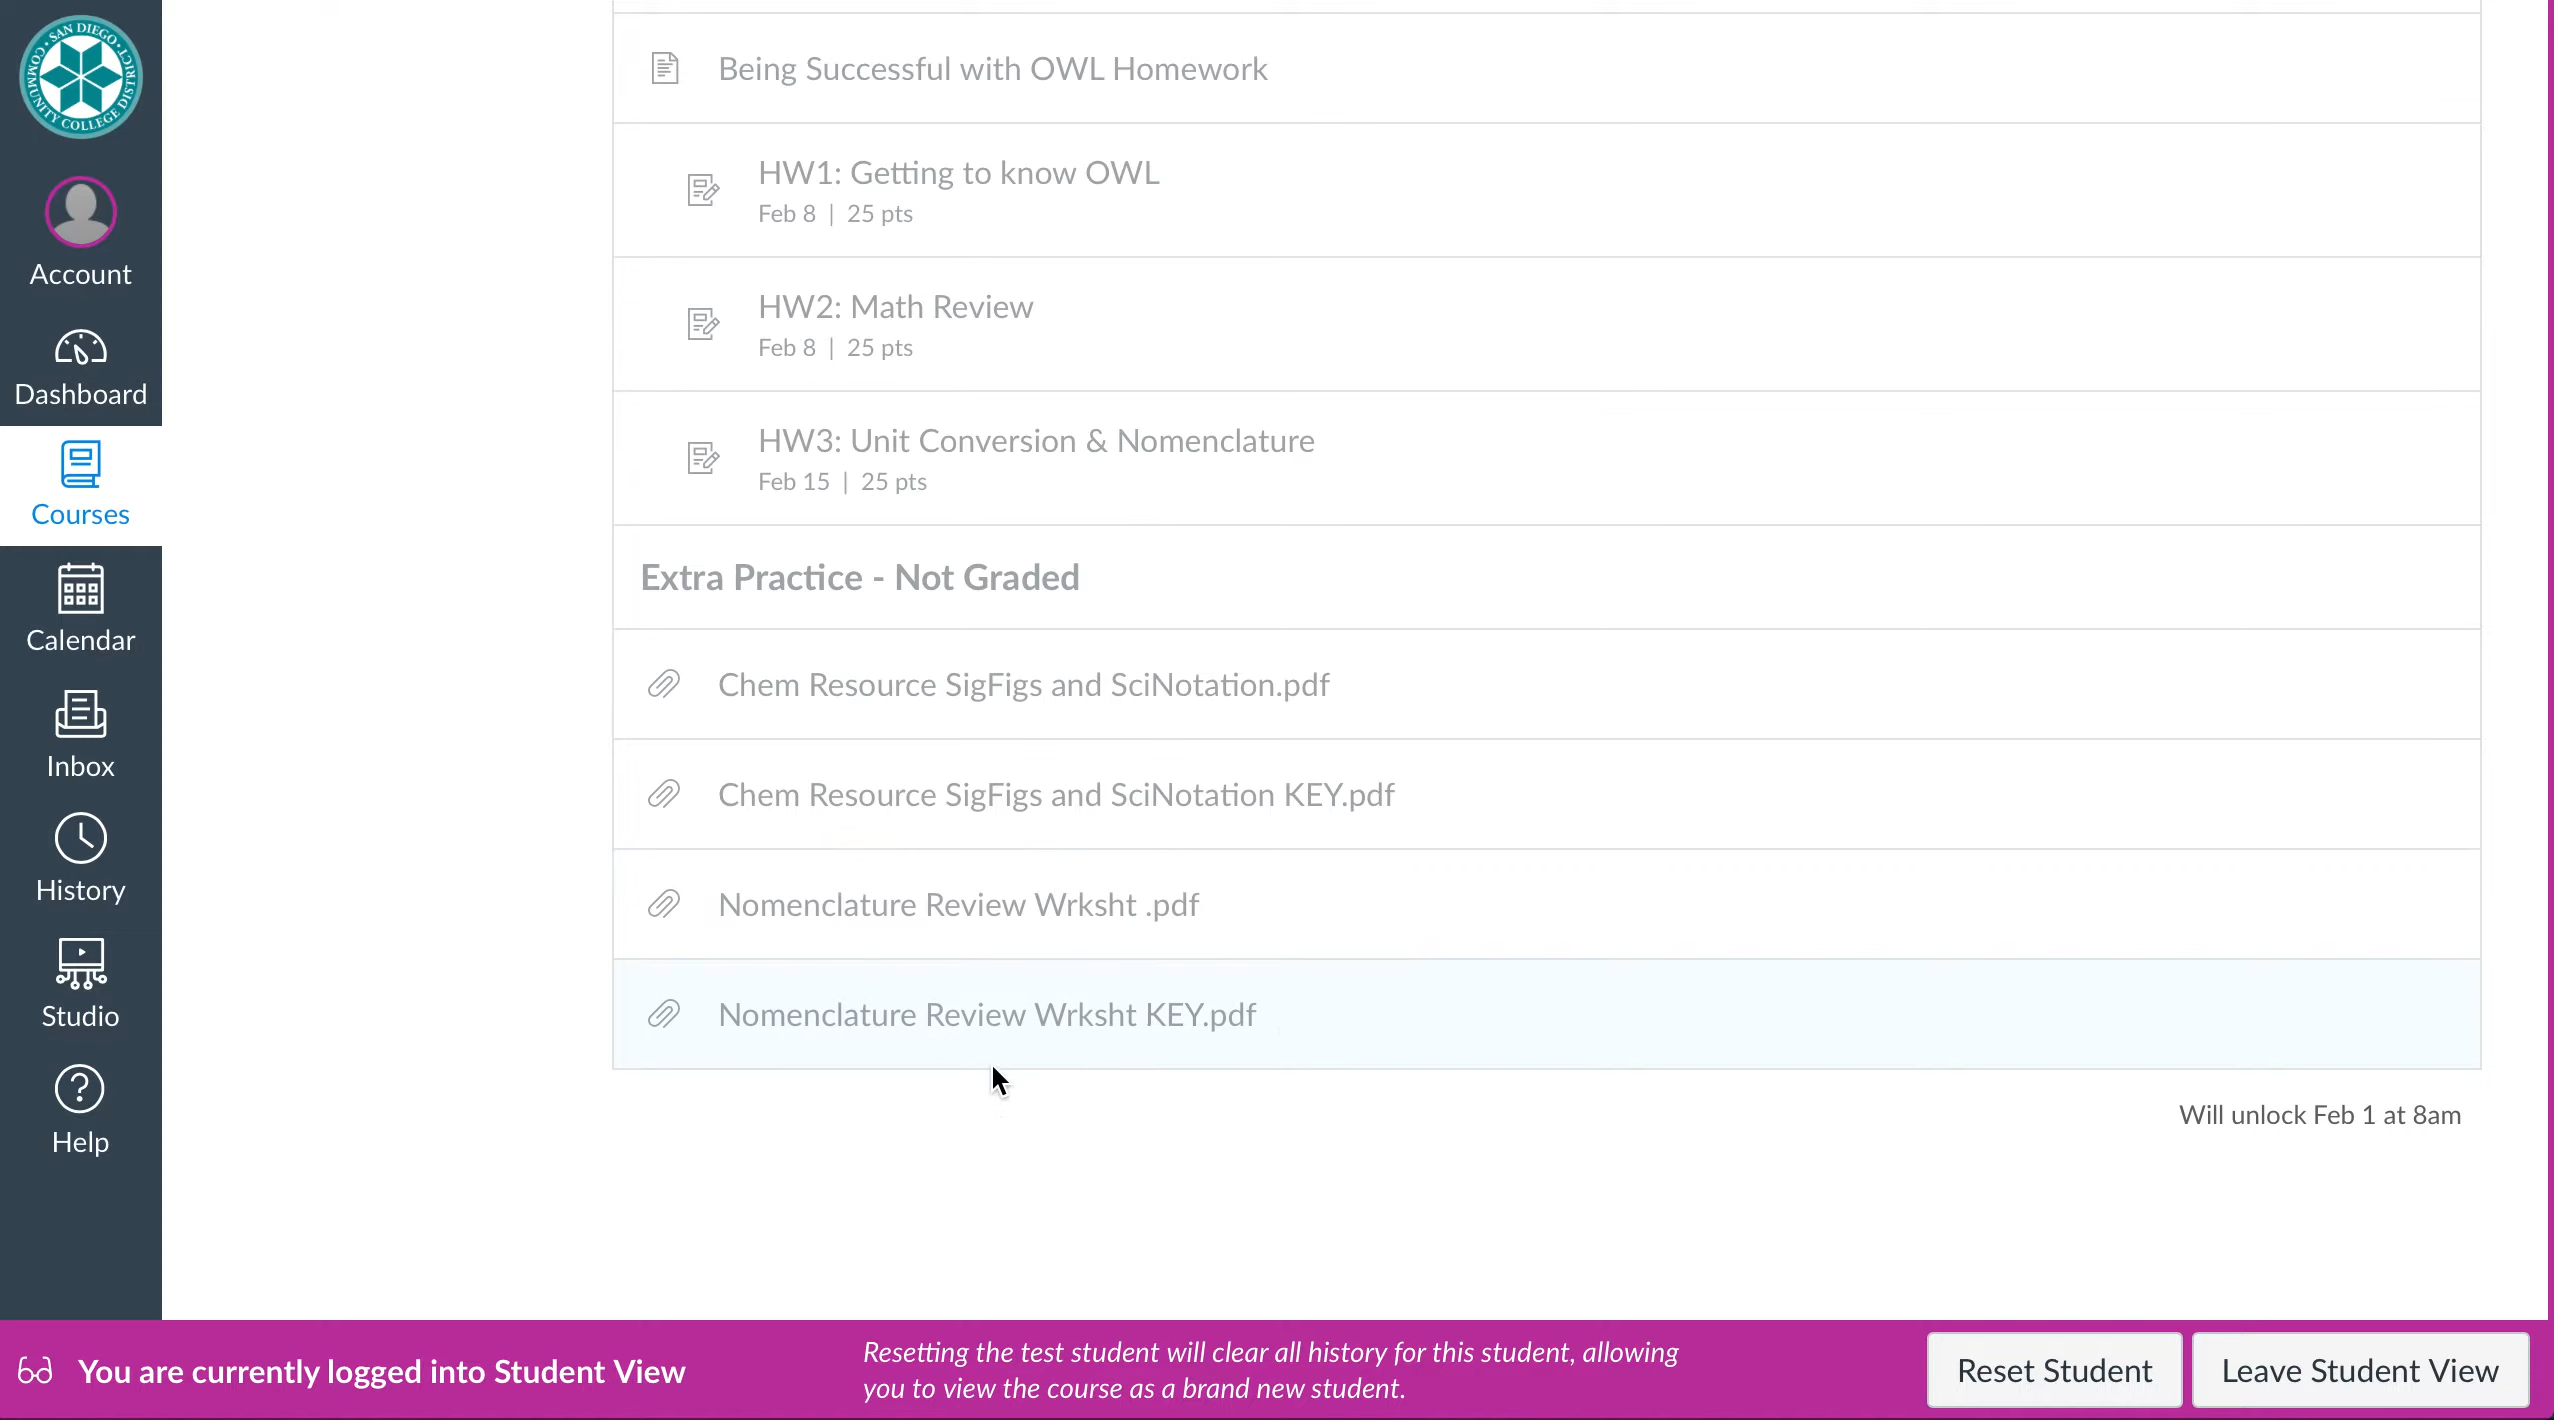 SAN DIEGO
COMMUNITY COLLEGE DISTRICT
Account
Dashboard
Courses
Calendar
Inbox
History
Studio
Help
Being Successful with OWL Homework
HW1: Getting to know OWL
Feb 8 | 25 pts
HW2: Math Review
Feb 8 | 25 pts
HW3: Unit Conversion & Nomenclature
Feb 15 | 25 pts
Extra Practice - Not Graded
Chem Resource SigFigs and SciNotation.pdf
Chem Resource SigFigs and SciNotation KEY.pdf
Nomenclature Review Wrksht .pdf
Nomenclature Review Wrksht KEY.pdf
Will unlock Feb 1 at 8am
You are currently logged into Student View
Resetting the test student will clear all history for this student, allowing
you to view the course as a brand new student.
Reset Student
Leave Student View